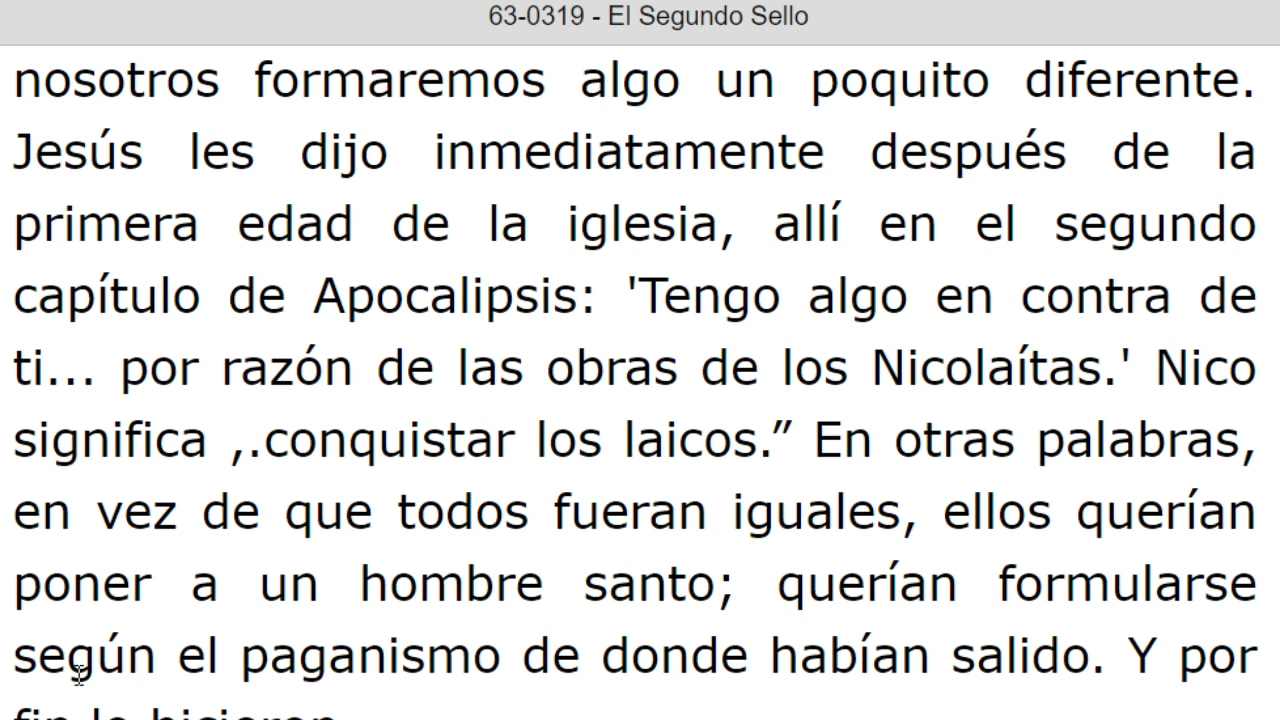 63-0319 - El Segundo Sello
nosotros formaremos algo un poquito diferente.
Jesús les dijo inmediatamente después de la
primera edad de la iglesia, allí en el segundo
capítulo de Apocalipsis: 'Tengo algo en contra de
ti... por razón de las obras de los Nicolaítas.' Nico
significa ,.conquistar los laicos.” En otras palabras,
en vez de que todos fueran iguales, ellos querían
poner a un hombre santo; querían formularse
según el paganismo de donde habían salido. Y por
fin lo hicieron